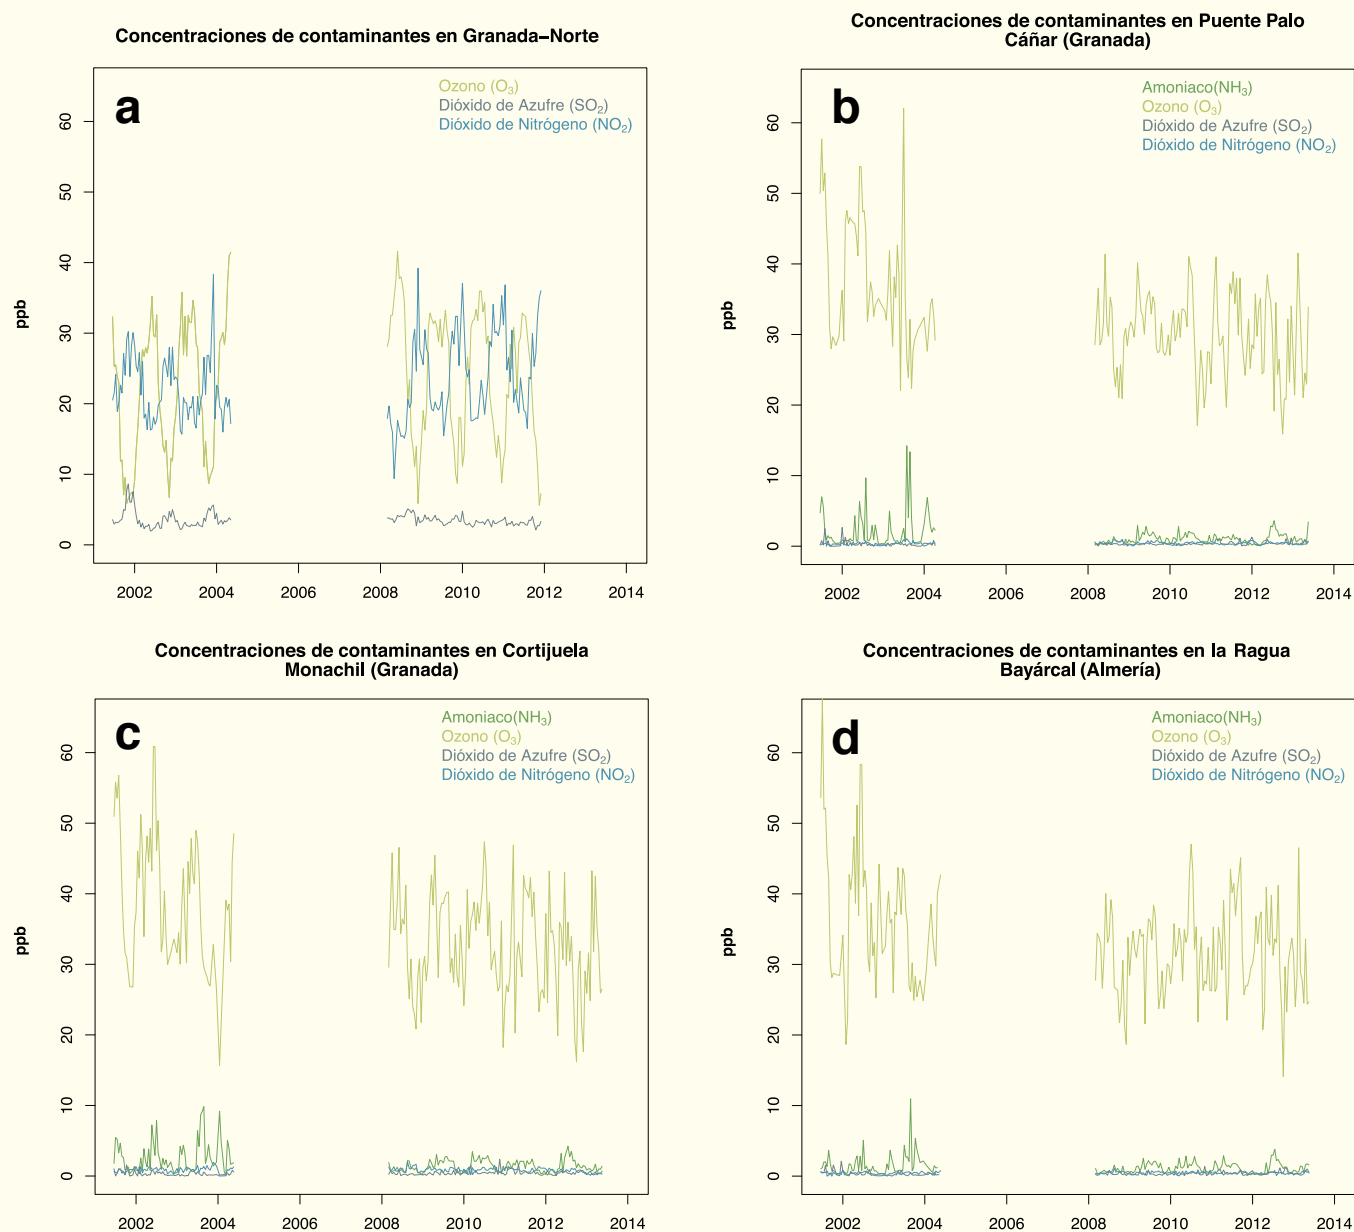 Concentraciones de contaminantes en Granada−Norte
a
Ozono (O3)
Dióxido de Azufre (SO2)
Dióxido de Nitrógeno (NO2)
ppb
60
50
40
30
20
10
0
2002 2004 2006 2008 2010 2012 2014
Concentraciones de contaminantes en Puente Palo
Cáñar (Granada)
b
Amoniaco(NH3)
Ozono (O3)
Dióxido de Azufre (SO2)
Dióxido de Nitrógeno (NO2)
ppb
60
50
40
30
20
10
0
2002 2004 2006 2008 2010 2012 2014
Concentraciones de contaminantes en Cortijuela
Monachil (Granada)
c
Amoniaco(NH3)
Ozono (O3)
Dióxido de Azufre (SO2)
Dióxido de Nitrógeno (NO2)
ppb
60
50
40
30
20
10
0
2002 2004 2006 2008 2010 2012 2014
Concentraciones de contaminantes en la Ragua
Bayárcal (Almería)
d
Amoniaco(NH3)
Ozono (O3)
Dióxido de Azufre (SO2)
Dióxido de Nitrógeno (NO2)
ppb
60
50
40
30
20
10
0
2002 2004 2006 2008 2010 2012 2014